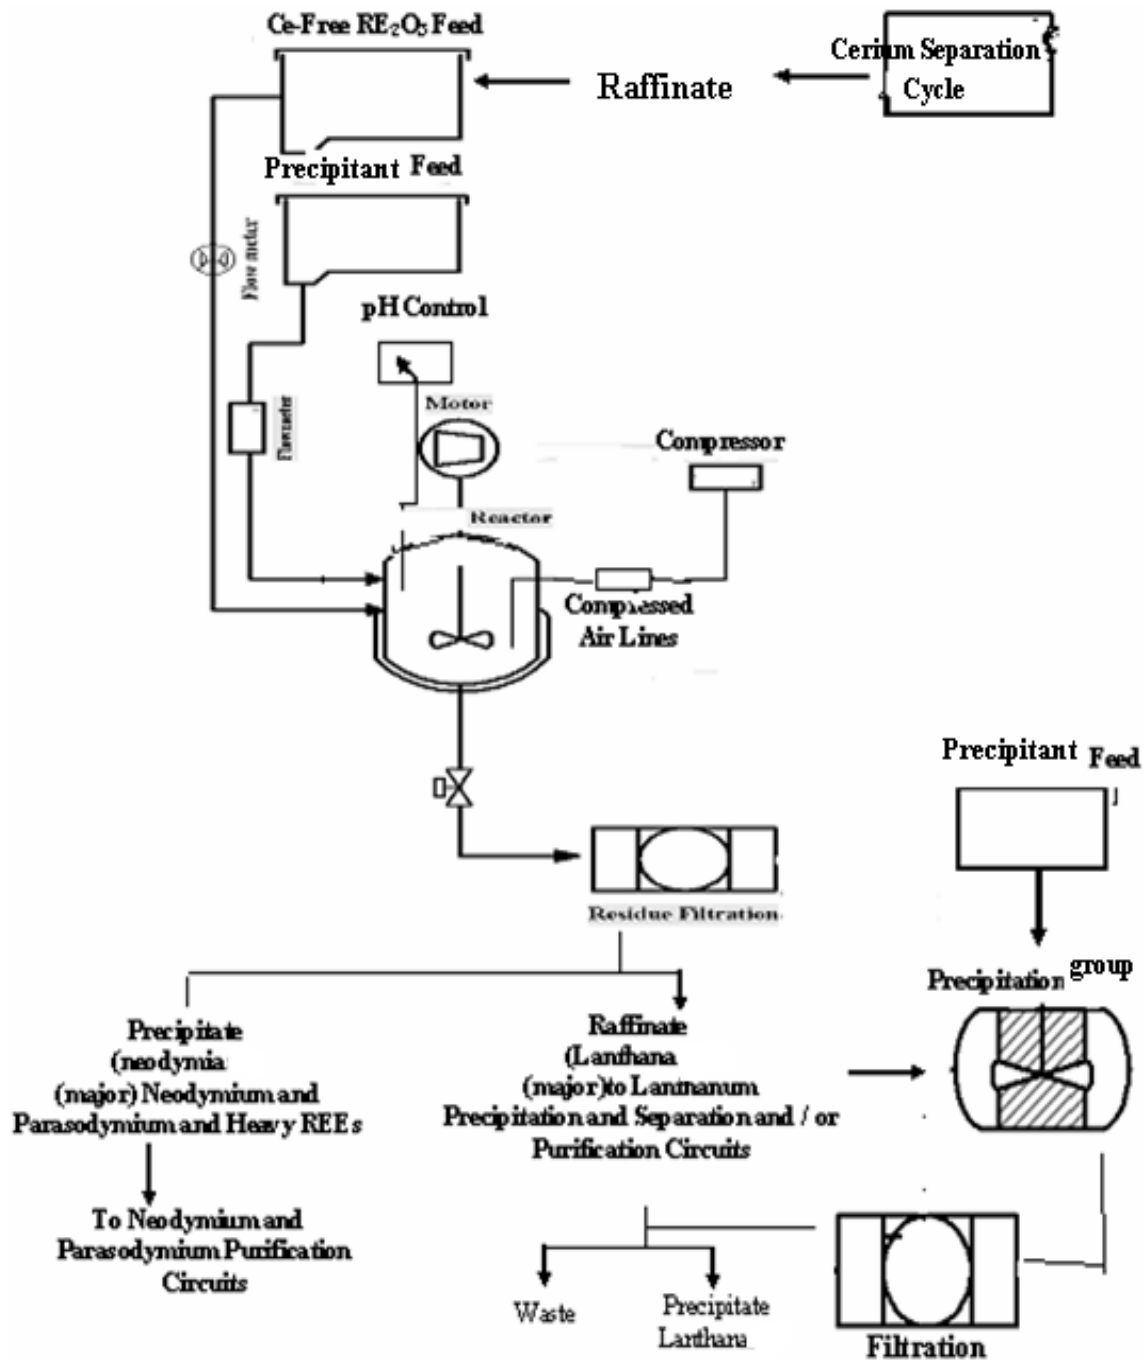 Ce-Free RE₂O₃ Feed
Cerium Separation
Cycle
Raffinate
Precipitant Feed
Flow meter
pH Control
Flowmeter
Motor
Compressor
Reactor
Compressed
Air Lines
Precipitant Feed
Residue Filtration
Precipitation group
Precipitate
(neodymia
(major) Neodymium and
Parasodymium and Heavy REEs
Raffinate
(Lanthana
(major)to Lantnanum
Precipitation and Separation and / or
Purification Circuits
To Neodymium and
Parasodymium Purification
Circuits
Waste
Precipitate
Lanthana
Filtration